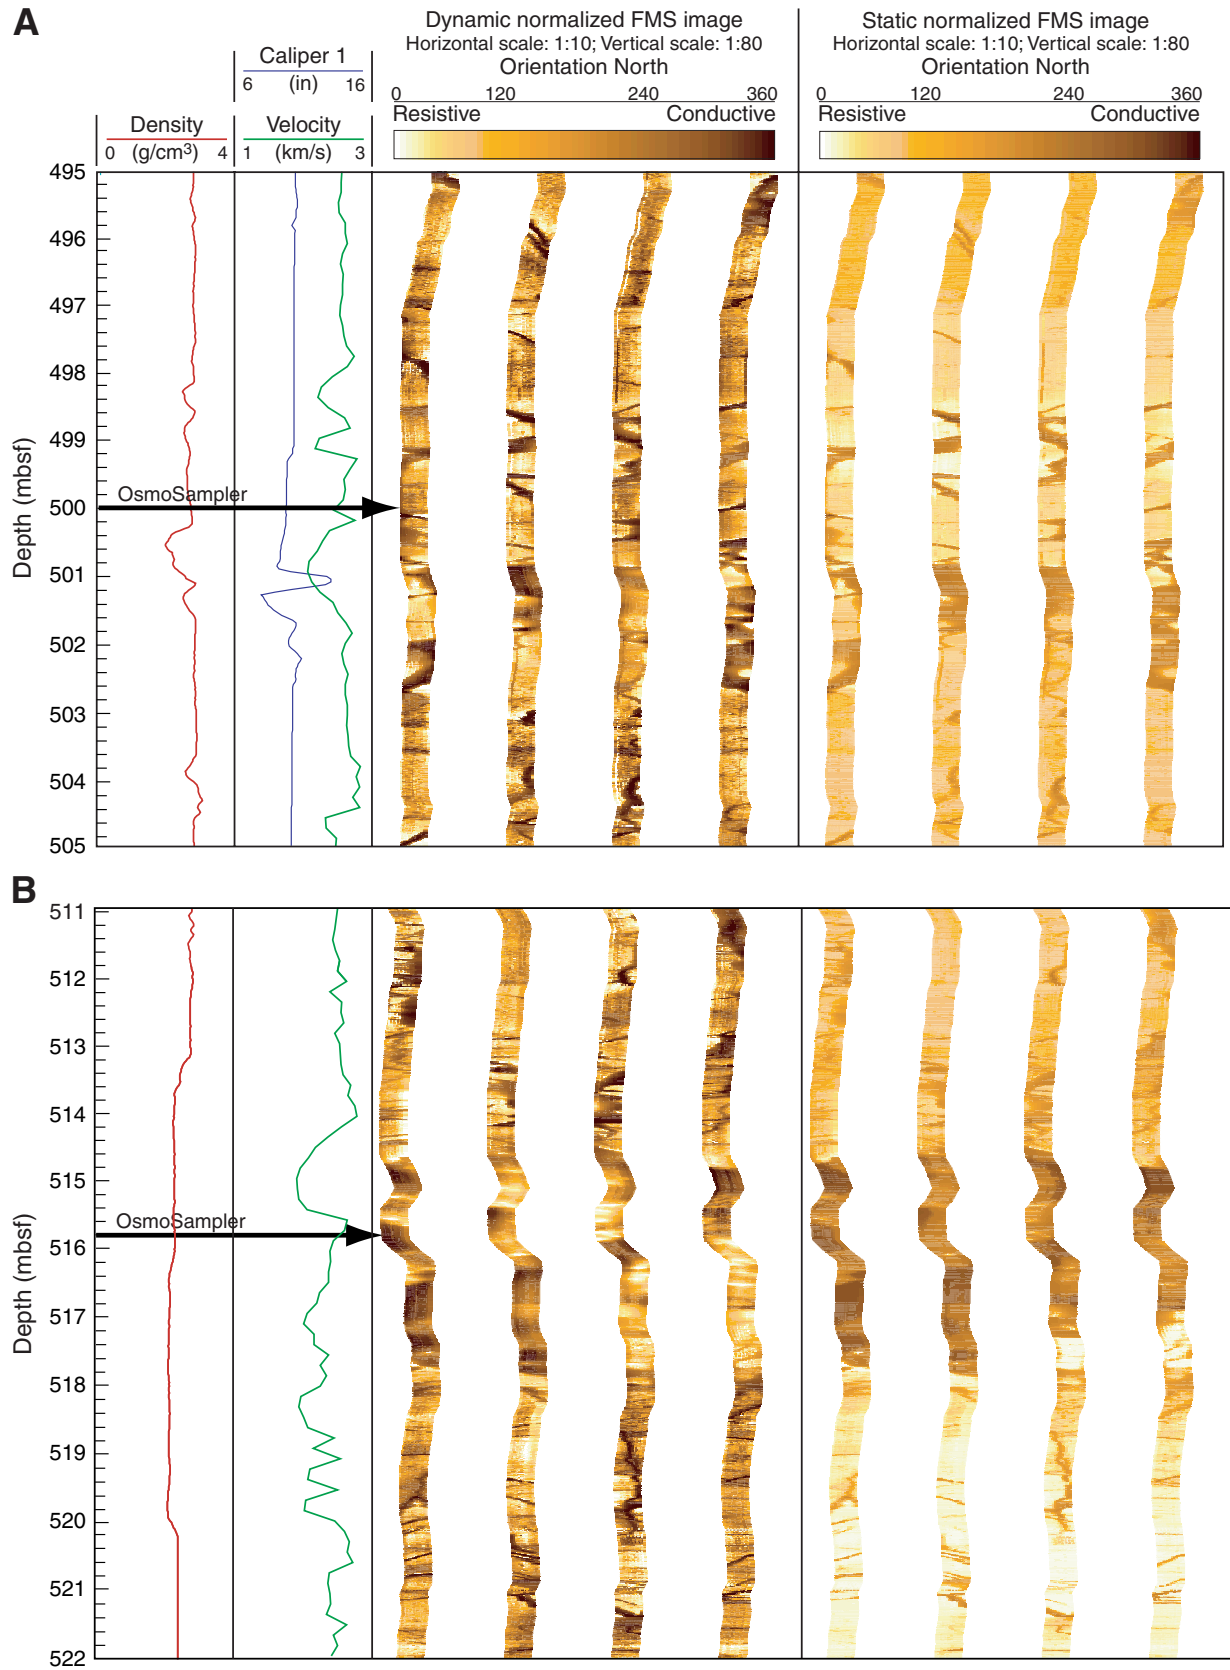 A
Dynamic normalized FMS image
Horizontal scale: 1:10; Vertical scale: 1:80
Orientation North
0 120 240 360
Resistive Conductive
Static normalized FMS image
Horizontal scale: 1:10; Vertical scale: 1:80
Orientation North
0 120 240 360
Resistive Conductive
Caliper 1
6 (in) 16
Density
0 (g/cm3) 4
Velocity
1 (km/s) 3
Depth (mbsf)
495
496
497
498
499
OsmoSampler
500
501
502
503
504
505
B
Depth (mbsf)
511
512
513
514
515
OsmoSampler
516
517
518
519
520
521
522